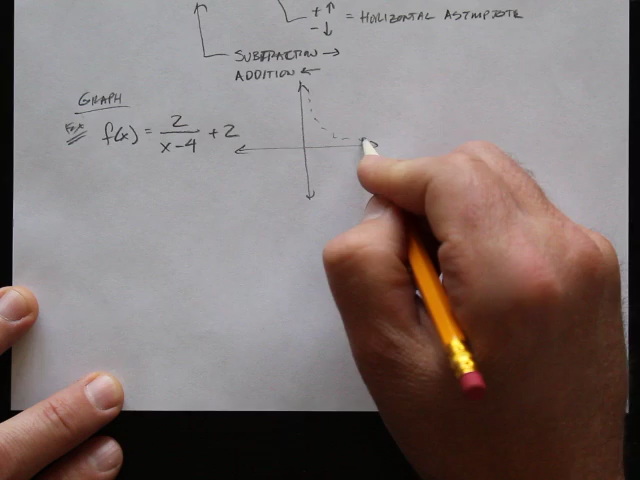 + ↑ = HORIZONTAL ASYMPTOTE
- ↓
SUBTRACTION →
ADDITION ←
GRAPH
Ex: f(x) = 2/(x-4) + 2